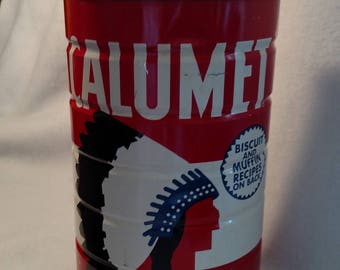 CALUMET
BISCUIT
AND
MUFFIN
RECIPES
ON BACK